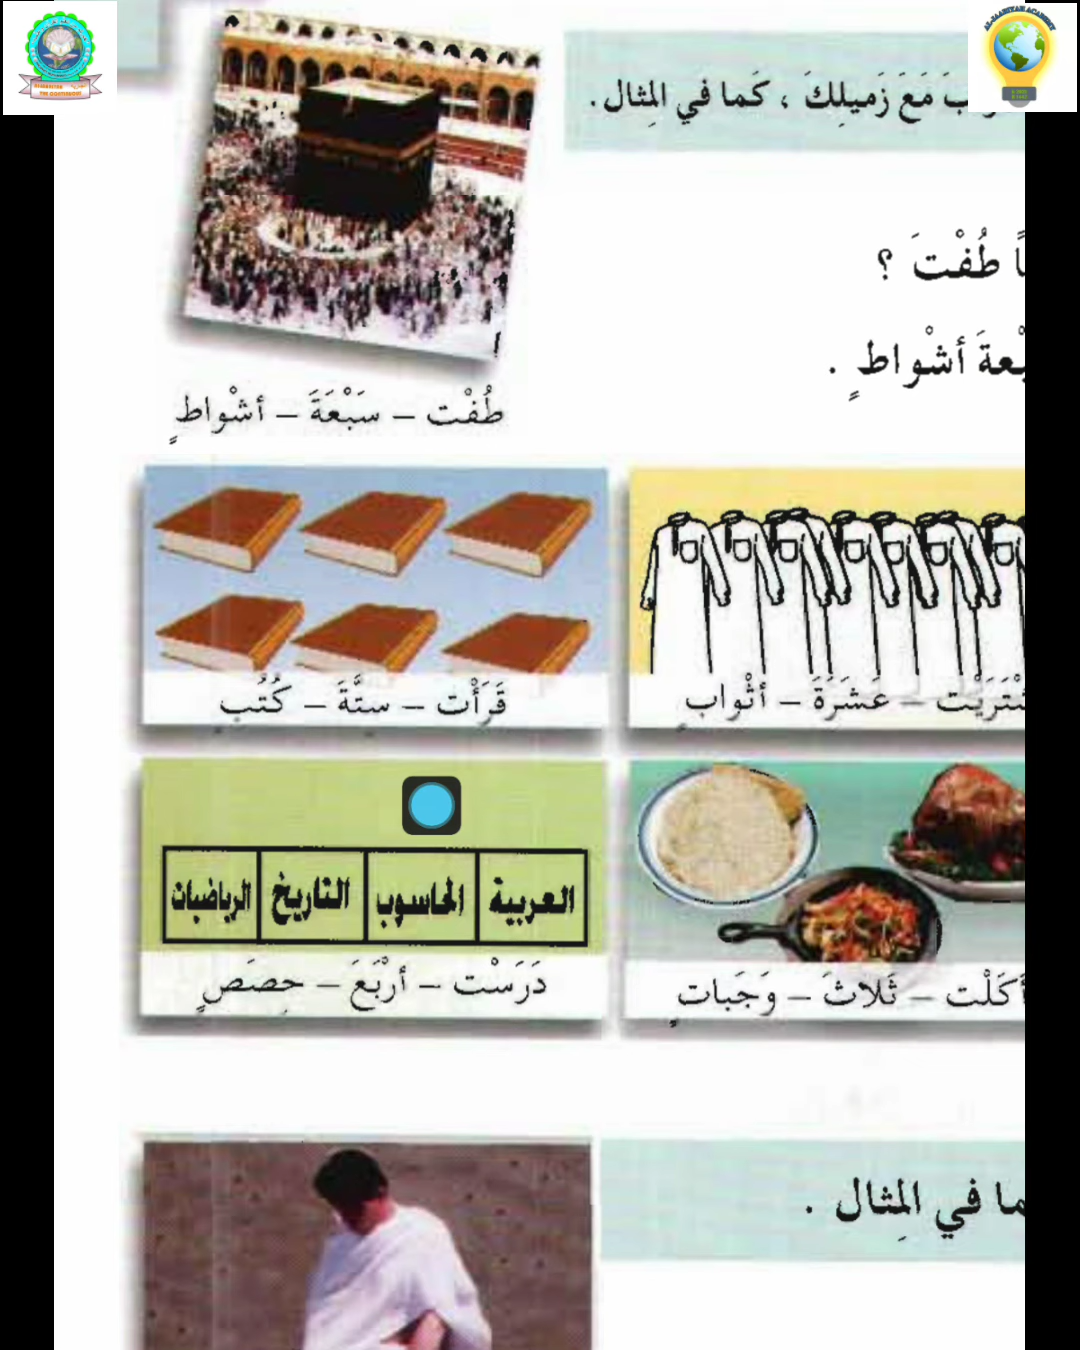 مَعَ زَميلِكَ ، كَما في المِثال.
طُفْتَ ؟
أشْواطٍ .
طُفْت – سَبْعَةَ – أشْواطٍ
قَرَأْت – سِتَّةَ – كُتُبٍ
– عَشَرَةَ – أثْوابٍ
العربية الحاسوب التاريخ الرياضيات
دَرَسْت – أرْبَعَ – حِصَصٍ
أَكَلْت – ثَلاثَ – وَجَباتٍ
في المِثال .